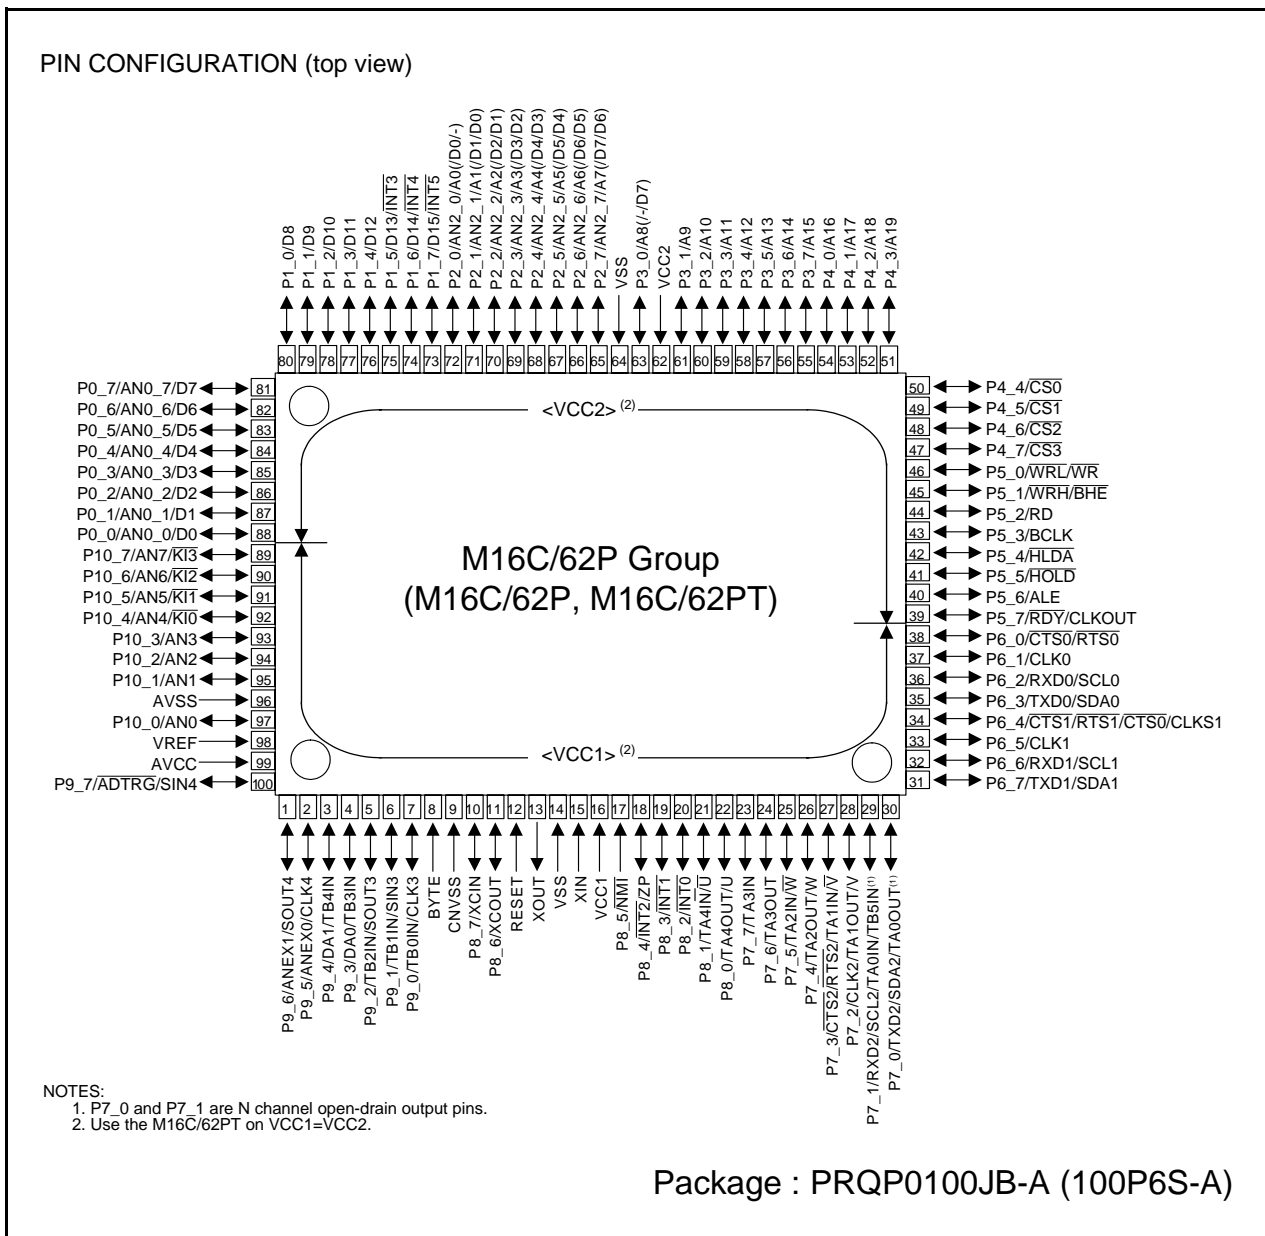 PIN CONFIGURATION (top view)
P1_0/D8
P1_1/D9
P1_2/D10
P1_3/D11
P1_4/D12
P1_5/D13/INT3
P1_6/D14/INT4
P1_7/D15/INT5
P2_0/AN2_0/A0(/D0/-)
P2_1/AN2_1/A1(/D1/D0)
P2_2/AN2_2/A2(/D2/D1)
P2_3/AN2_3/A3(/D3/D2)
P2_4/AN2_4/A4(/D4/D3)
P2_5/AN2_5/A5(/D5/D4)
P2_6/AN2_6/A6(/D6/D5)
P2_7/AN2_7/A7(/D7/D6)
VSS
P3_0/A8(/-/D7)
VCC2
P3_1/A9
P3_2/A10
P3_3/A11
P3_4/A12
P3_5/A13
P3_6/A14
P3_7/A15
P4_0/A16
P4_1/A17
P4_2/A18
P4_3/A19
80 79 78 77 76 75 74 73 72 71 70 69 68 67 66 65 64 63 62 61 60 59 58 57 56 55 54 53 52 51
P0_7/AN0_7/D7 81
P0_6/AN0_6/D6 82
P0_5/AN0_5/D5 83
P0_4/AN0_4/D4 84
P0_3/AN0_3/D3 85
P0_2/AN0_2/D2 86
P0_1/AN0_1/D1 87
P0_0/AN0_0/D0 88
P10_7/AN7/KI3 89
P10_6/AN6/KI2 90
P10_5/AN5/KI1 91
P10_4/AN4/KI0 92
P10_3/AN3 93
P10_2/AN2 94
P10_1/AN1 95
AVSS 96
P10_0/AN0 97
VREF 98
AVCC 99
P9_7/ADTRG/SIN4 100
<VCC2> (2)
M16C/62P Group
(M16C/62P, M16C/62PT)
<VCC1> (2)
50 P4_4/CS0
49 P4_5/CS1
48 P4_6/CS2
47 P4_7/CS3
46 P5_0/WRL/WR
45 P5_1/WRH/BHE
44 P5_2/RD
43 P5_3/BCLK
42 P5_4/HLDA
41 P5_5/HOLD
40 P5_6/ALE
39 P5_7/RDY/CLKOUT
38 P6_0/CTS0/RTS0
37 P6_1/CLK0
36 P6_2/RXD0/SCL0
35 P6_3/TXD0/SDA0
34 P6_4/CTS1/RTS1/CTS0/CLKS1
33 P6_5/CLK1
32 P6_6/RXD1/SCL1
31 P6_7/TXD1/SDA1
1 2 3 4 5 6 7 8 9 10 11 12 13 14 15 16 17 18 19 20 21 22 23 24 25 26 27 28 29 30
P9_6/ANEX1/SOUT4
P9_5/ANEX0/CLK4
P9_4/DA1/TB4IN
P9_3/DA0/TB3IN
P9_2/TB2IN/SOUT3
P9_1/TB1IN/SIN3
P9_0/TB0IN/CLK3
BYTE
CNVSS
P8_7/XCIN
P8_6/XCOUT
RESET
XOUT
VSS
XIN
VCC1
P8_5/NMI
P8_4/INT2/ZP
P8_3/INT1
P8_2/INT0
P8_1/TA4IN/U
P8_0/TA4OUT/U
P7_7/TA3IN
P7_6/TA3OUT
P7_5/TA2IN/W
P7_4/TA2OUT/W
P7_3/CTS2/RTS2/TA1IN/V
P7_2/CLK2/TA1OUT/V
P7_1/RXD2/SCL2/TA0IN/TB5IN(1)
P7_0/TXD2/SDA2/TA0OUT(1)
NOTES:
1. P7_0 and P7_1 are N channel open-drain output pins.
2. Use the M16C/62PT on VCC1=VCC2.
Package : PRQP0100JB-A (100P6S-A)